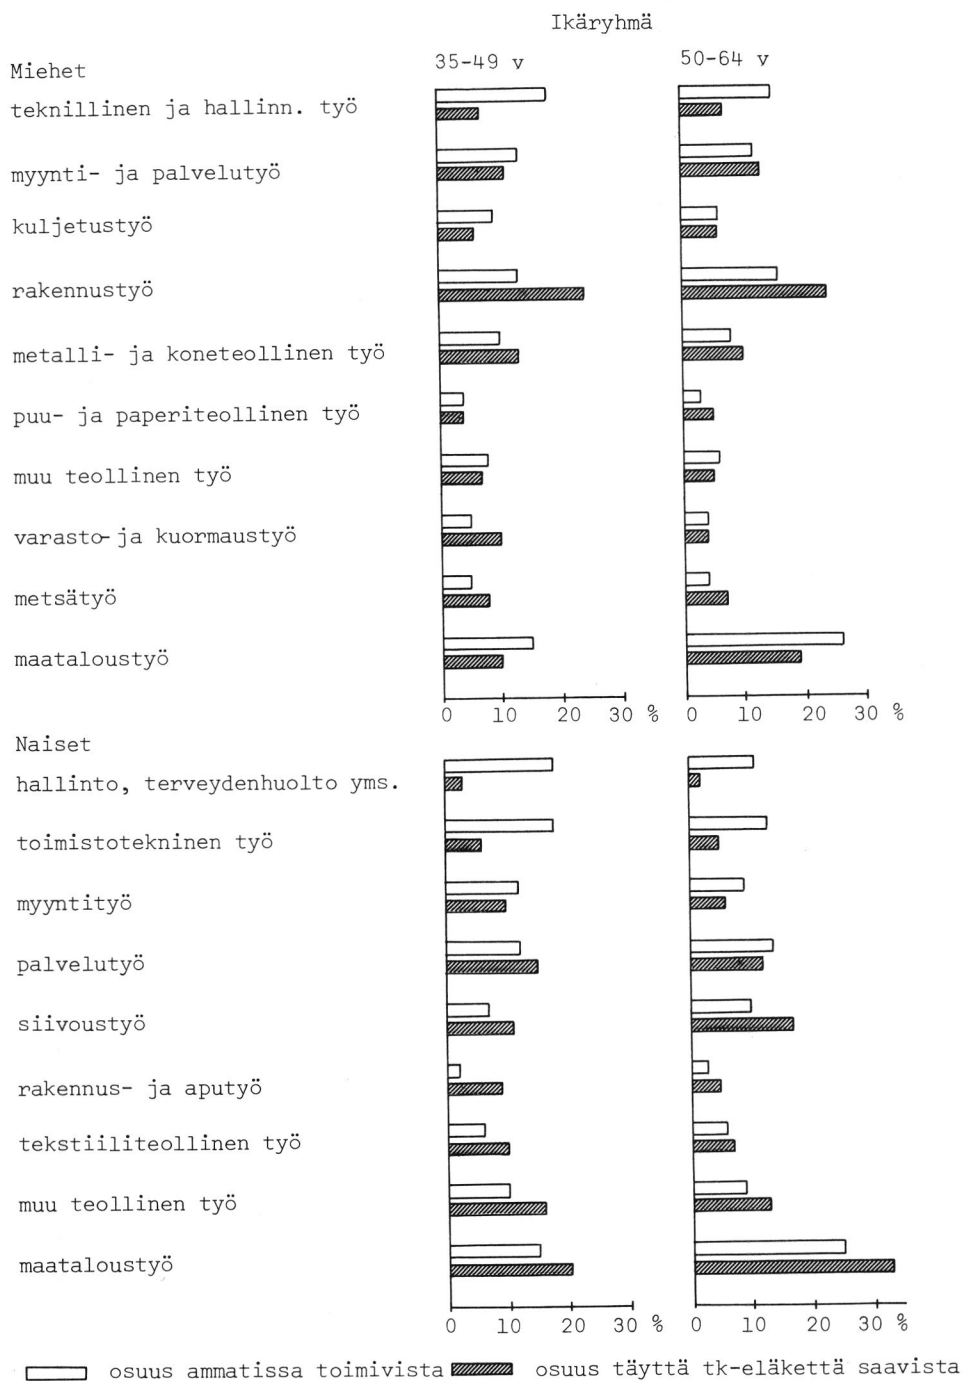 Ikäryhmä
Miehet 35-49 v 50-64 v
teknillinen ja hallinn. työ
myynti- ja palvelutyö
kuljetustyö
rakennustyö
metalli- ja koneteollinen työ
puu- ja paperiteollinen työ
muu teollinen työ
varasto- ja kuormaustyö
metsätyö
maataloustyö
0 10 20 30 % 0 10 20 30 %
Naiset
hallinto, terveydenhuolto yms.
toimistotekninen työ
myyntityö
palvelutyö
siivoustyö
rakennus- ja aputyö
tekstiiliteollinen työ
muu teollinen työ
maataloustyö
0 10 20 30 % 0 10 20 30 %
osuus ammatissa toimivista osuus täyttä tk-eläkettä saavista